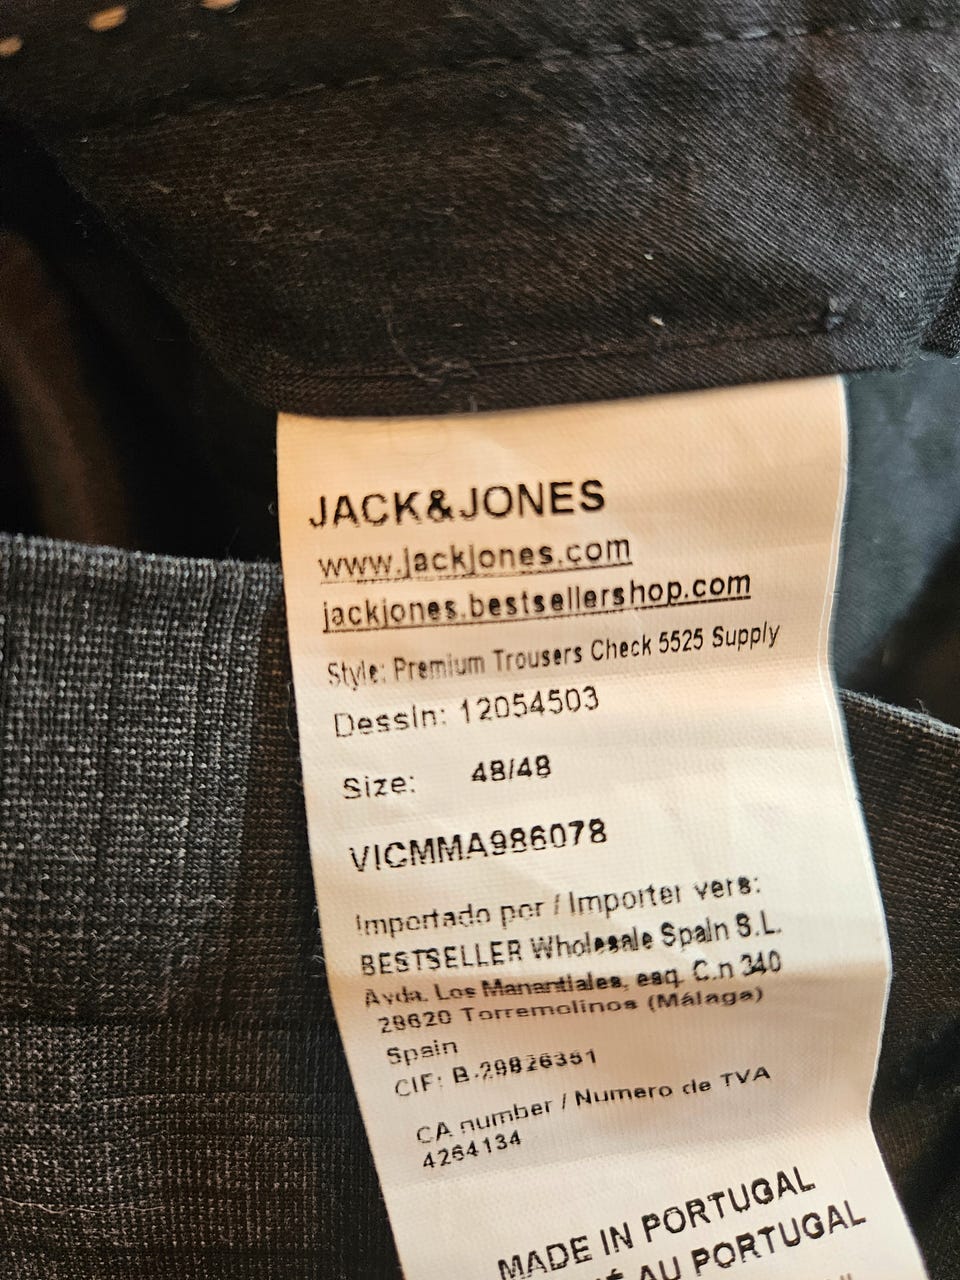 JACK&JONES
www.jackjones.com
jackjones.bestsellershop.com
Style: Premium Trousers Check 5525 Supply
Dessin: 12054503
Size: 48/48
VICMMA986078
Importado por / Importer vers:
BESTSELLER Wholesale Spain S.L.
Avda. Los Manantiales, esq. C.n 340
29620 Torremolinos (Málaga)
Spain
CIF: B-29826351
CA number / Numero de TVA
4264134
MADE IN PORTUGAL
AU PORTUGAL